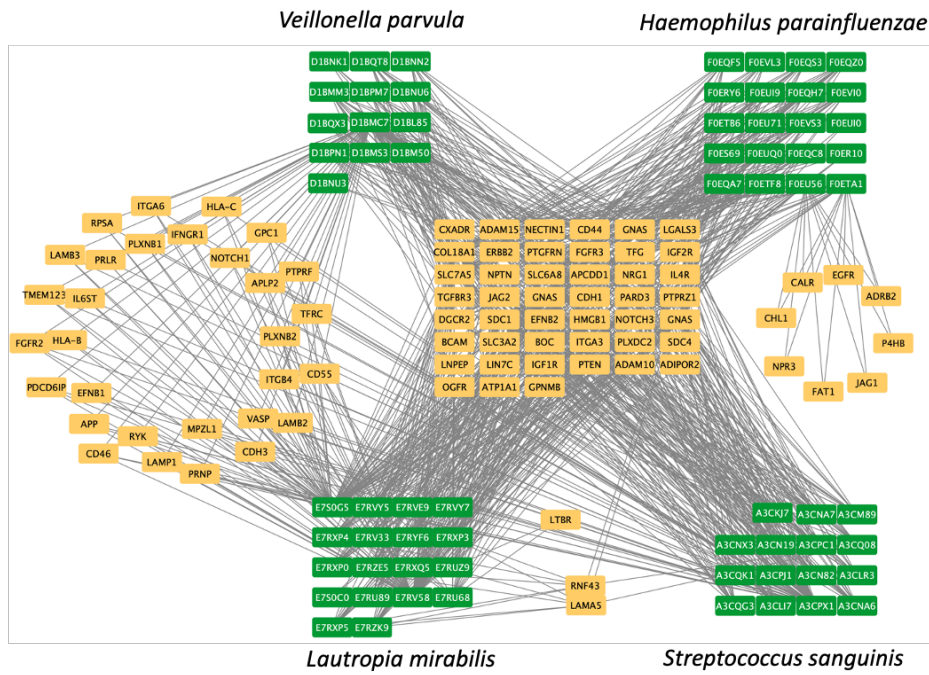 Veillonella parvula
Haemophilus parainfluenzae
D1BNK1 D1BQT8 D1BNN2
D1BMM3 D1BPM7 D1BNU6
D1BQX3 D1BMC7 D1BL85
D1BPN1 D1BMS3 D1BM50
D1BNU3
F0EQF5 F0EVL3 F0EQS3 F0EQZ0
F0ERY6 F0EUI9 F0EQH7 F0EVI0
F0ETB6 F0EU71 F0EVS3 F0EUI0
F0ES69 F0EUQ0 F0EQC8 F0ER10
F0EQA7 F0ETF8 F0EU56 F0ETA1
ITGA6
HLA-C
RPSA
IFNGR1
GPC1
PLXNB1
LAMB3
PRLR
NOTCH1
PTPRF
APLP2
TMEM123
IL6ST
TFRC
PLXNB2
FGFR2
HLA-B
CD55
ITGB4
PDCD6IP
EFNB1
APP
VASP
LAMB2
MPZL1
RYK
CD46
CDH3
LAMP1
PRNP
CXADR ADAM15 NECTIN1 CD44 GNAS LGALS3
COL18A1 ERBB2 PTGFRN FGFR3 TFG IGF2R
SLC7A5 NPTN SLC6A8 APCDD1 NRG1 IL4R
TGFBR3 JAG2 GNAS CDH1 PARD3 PTPRZ1
DGCR2 SDC1 EFNB2 HMGB1 NOTCH3 GNAS
BCAM SLC3A2 BOC ITGA3 PLXDC2 SDC4
LNPEP LIN7C IGF1R PTEN ADAM10 ADIPOR2
OGFR ATP1A1 GPNMB
CALR
EGFR
ADRB2
CHL1
P4HB
NPR3
FAT1
JAG1
E7S0G5 E7RVY5 E7RVE9 E7RVY7
E7RXP4 E7RV33 E7RYF6 E7RXP3
E7RXP0 E7RZE5 E7RXQ5 E7RUZ9
E7S0C0 E7RU89 E7RV58 E7RU68
E7RXP5 E7RZK9
LTBR
RNF43
LAMA5
A3CKJ7 A3CNA7 A3CM89
A3CNX3 A3CN19 A3CPC1 A3CQ08
A3CQK1 A3CPJ1 A3CN82 A3CLR3
A3CQG3 A3CLI7 A3CPX1 A3CNA6
Lautropia mirabilis
Streptococcus sanguinis